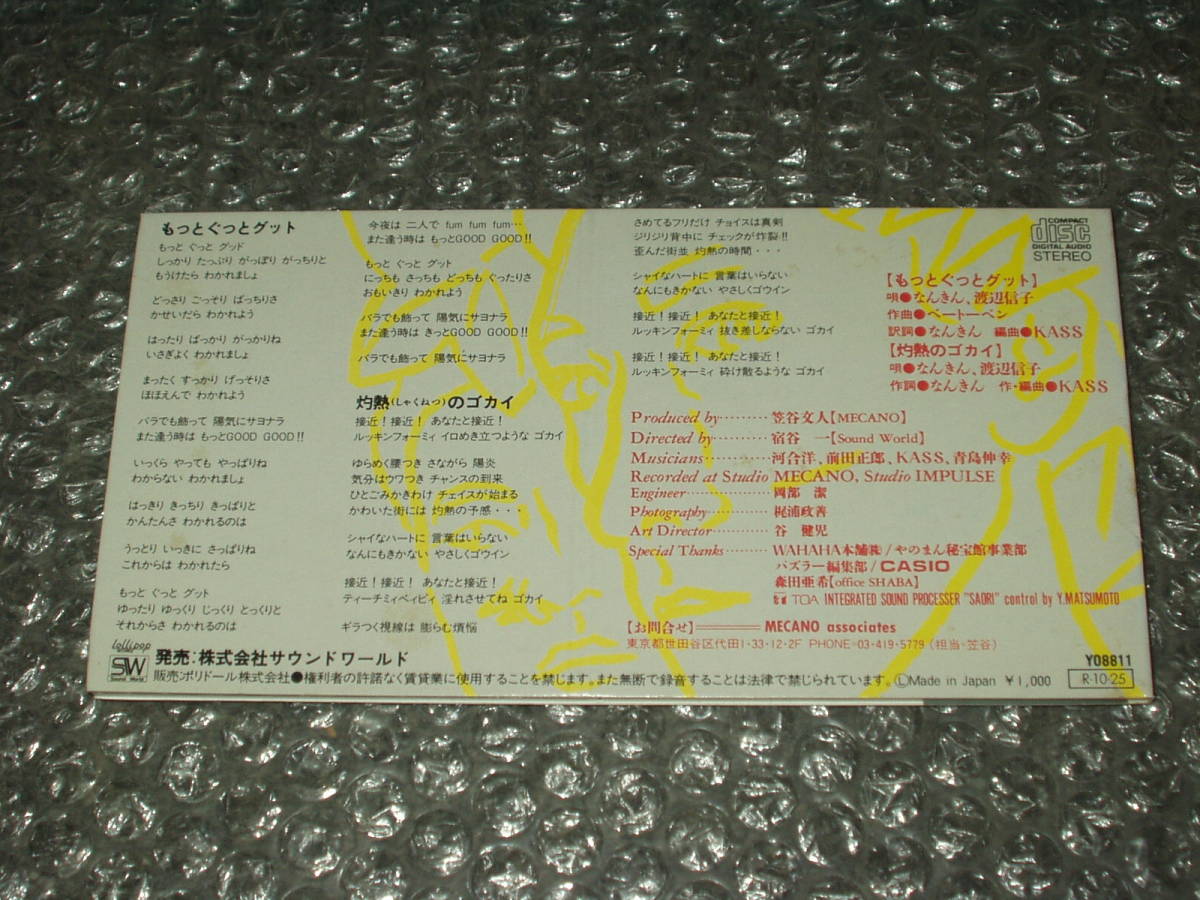 もっとぐっとグット
もっと ぐっと グッド
しっかり たっぷり がっぽり がっちりと
もうけたら わかれましょ
どっさり ごっそり ばっちりさ
かせいだら わかれよう
はったり ばっかり がっかりね
いさぎよく わかれましょ
まったく すっかり げっそりさ
ほほえんで わかれよう
バラでも飾って 陽気にサヨナラ
また逢う時は もっとGOOD GOOD!!
いっくら やっても やっぱりね
わからない わかれましょ
はっきり きっちり きっぱりと
かんたんさ わかれるのは
うっとり いっきに さっぱりね
これからは わかれたら
もっと ぐっと グット
ゆったり ゆっくり じっくり とっくりと
それからさ わかれるのは
今夜は 二人で fum fum fum…
また逢う時は もっとGOOD GOOD!!
もっと ぐっと グット
にっちも さっちも どっちも ぐったりさ
おもいきり わかれよう
バラでも飾って 陽気にサヨナラ
また逢う時は きっとGOOD GOOD!!
バラでも飾って 陽気にサヨナラ
灼熱(しゃくねつ)のゴカイ
接近! 接近! あなたと接近!
ルッキンフォーミィ イロめき立つような ゴカイ
ゆらめく腰つき さながら 陽炎
気分はウワつき チャンスの到来
ひとごみかきわけ チェイスが始まる
かわいた街には 灼熱の予感・・・
シャイなハートに 言葉はいらない
なんにもきかない やさしくゴウイン
接近! 接近! あなたと接近!
ティーチミィベィビィ 淫れさせてね ゴカイ
ギラつく視線は 膨らむ煩悩
さめてるフリだけ チョイスは真剣
ジリジリ背中に チェックが炸裂!!
歪んだ街並 灼熱の時間・・・
シャイなハートに 言葉はいらない
なんにもきかない やさしくゴウイン
接近! 接近! あなたと接近!
ルッキンフォーミィ 抜き差しならない ゴカイ
接近! 接近! あなたと接近!
ルッキンフォーミィ 砕け散るような ゴカイ
COMPACT
disc
DIGITAL AUDIO
STEREO
【もっとぐっとグット】
唄●なんきん、渡辺信子
作曲●ベートーベン
訳詞●なんきん 編曲●KASS
【灼熱のゴカイ】
唄●なんきん、渡辺信子
作詞●なんきん 作・編曲●KASS
Produced by………笠谷文人【MECANO】
Directed by………宿谷 一【Sound World】
Musicians………河合洋、前田正郎、KASS、青島伸幸
Recorded at Studio MECANO, Studio IMPULSE
Engineer…………岡部 潔
Photography…………梶浦政善
Art Director…………谷 健児
Special Thanks………WAHAHA本舗㈱/やのまん秘宝館事業部
パズラー編集部/CASIO
森田亜希【office SHABA】
TOA INTEGRATED SOUND PROCESSER "SAORI" control by Y.MATSUMOTO
【お問合せ】 MECANO associates
東京都世田谷区代田1-33-12-2F PHONE-03-419-5779 (担当・笠谷)
lollipop
SW
Sound World
発売:株式会社サウンドワールド
販売ポリドール株式会社●権利者の許諾なく賃貸業に使用することを禁じます。また無断で録音することは法律で禁じられています。ⓁMade in Japan ¥1,000
Y08811
R-10・25